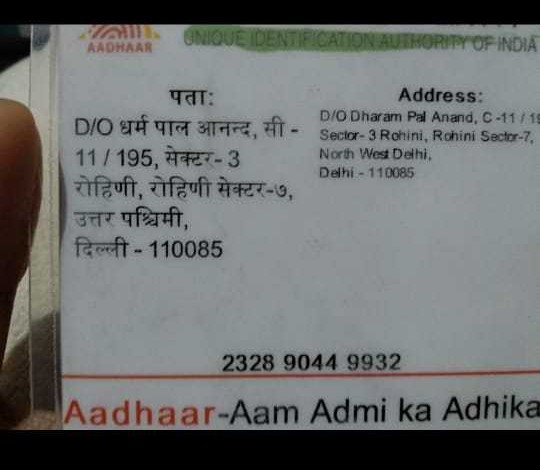 AADHAAR
UNIQUE IDENTIFICATION AUTHORITY OF INDIA
पता:
D/O धर्म पाल आनन्द, सी -
11 / 195, सेक्टर- 3
रोहिणी, रोहिणी सेक्टर-७,
उत्तर पश्चिमी,
दिल्ली - 110085
Address:
D/O Dharam Pal Anand, C -11 / 19
Sector- 3 Rohini, Rohini Sector-7,
North West Delhi,
Delhi - 110085
2328 9044 9932
Aadhaar-Aam Admi ka Adhika